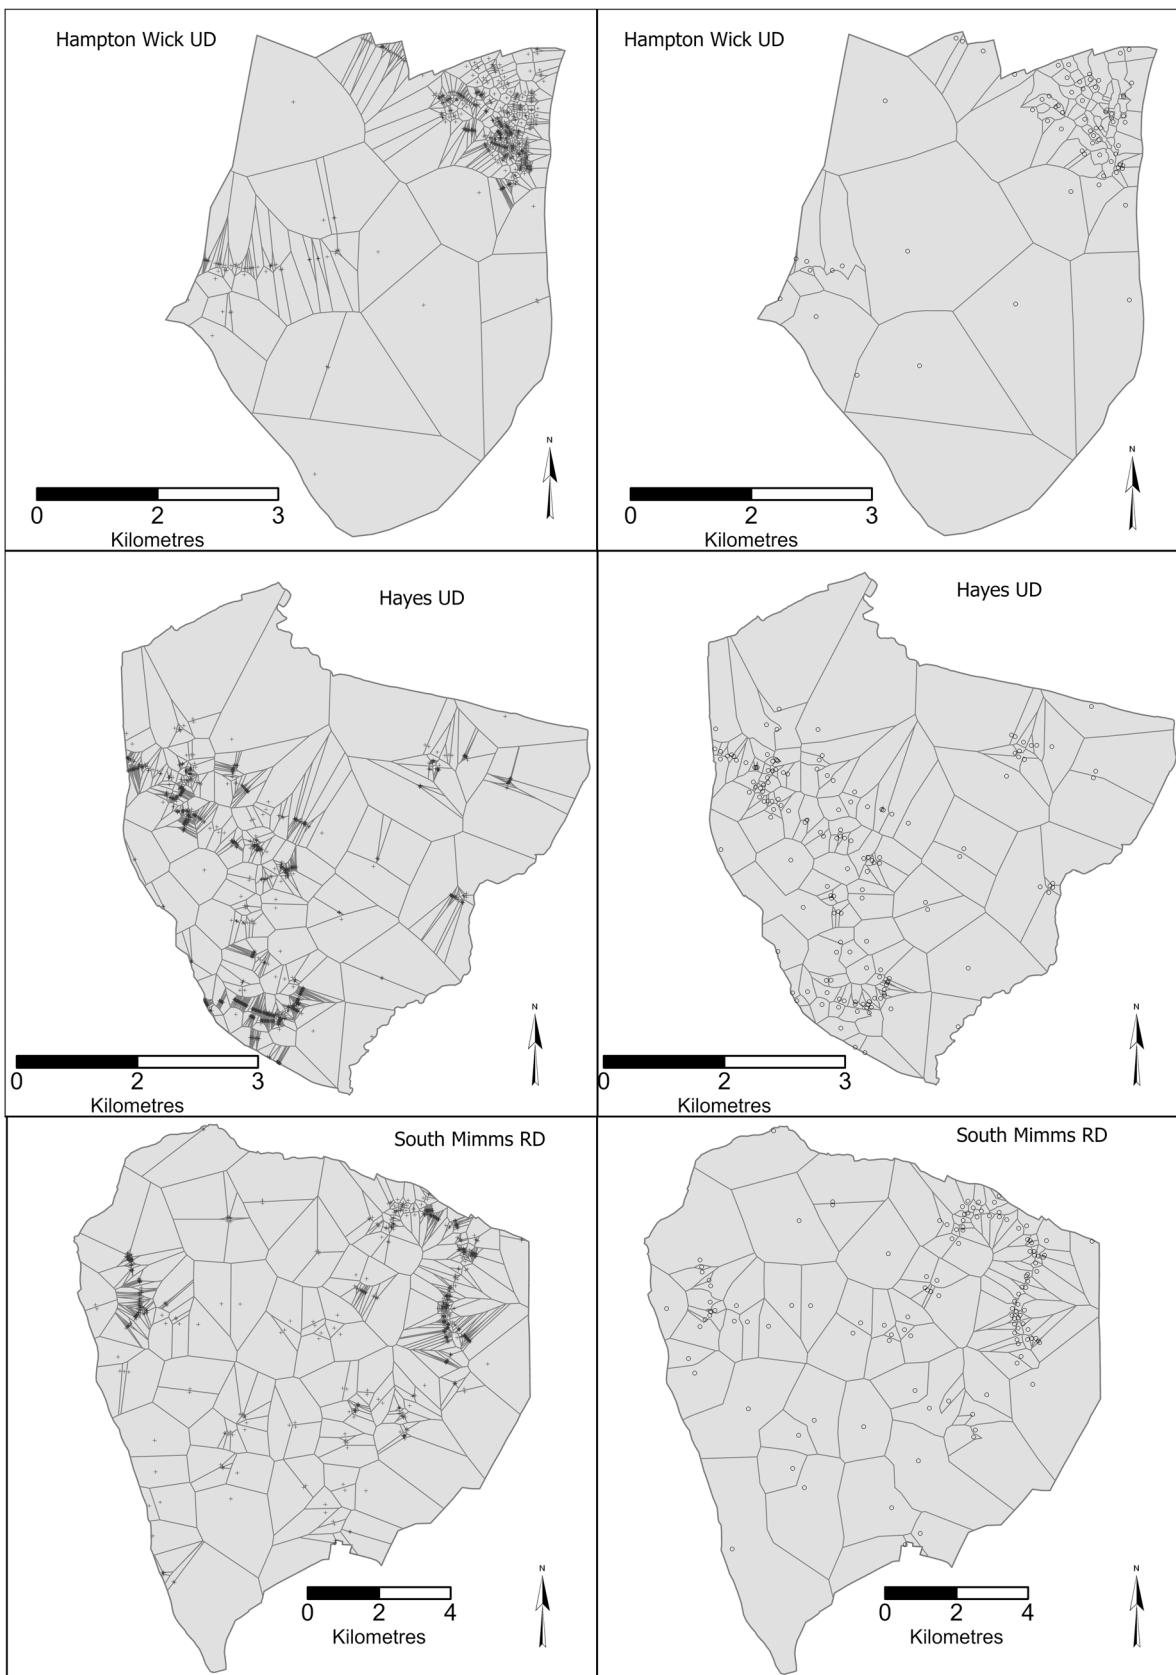 Hampton Wick UD
Hampton Wick UD
N
0 2 3
Kilometres
N
0 2 3
Kilometres
Hayes UD
Hayes UD
N
0 2 3
Kilometres
N
0 2 3
Kilometres
South Mimms RD
South Mimms RD
N
0 2 4
Kilometres
N
0 2 4
Kilometres